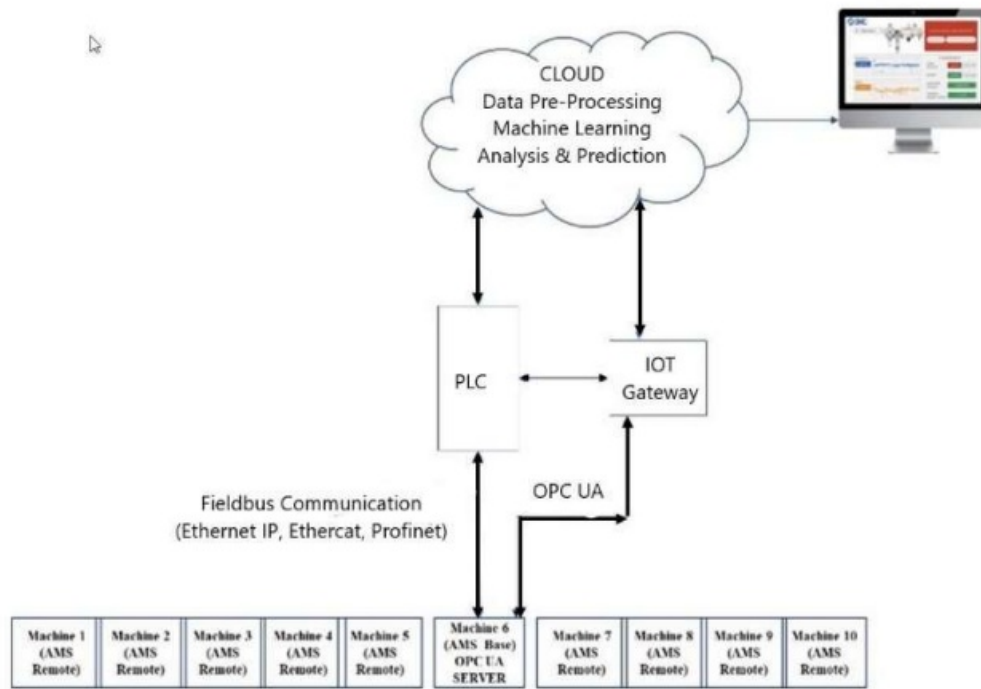 CLOUD
Data Pre-Processing
Machine Learning
Analysis & Prediction
PLC
IOT
Gateway
OPC UA
Fieldbus Communication
(Ethernet IP, Ethercat, Profinet)
Machine 1
(AMS
Remote)
Machine 2
(AMS
Remote)
Machine 3
(AMS
Remote)
Machine 4
(AMS
Remote)
Machine 5
(AMS
Remote)
Machine 6
(AMS Base)
OPC UA
SERVER
Machine 7
(AMS
Remote)
Machine 8
(AMS
Remote)
Machine 9
(AMS
Remote)
Machine 10
(AMS
Remote)